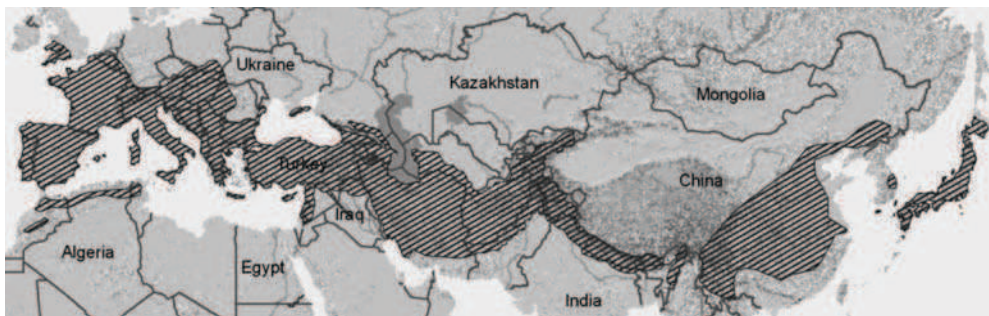 Ukraine
Kazakhstan
Mongolia
Turkey
China
Iraq
Algeria
Egypt
India